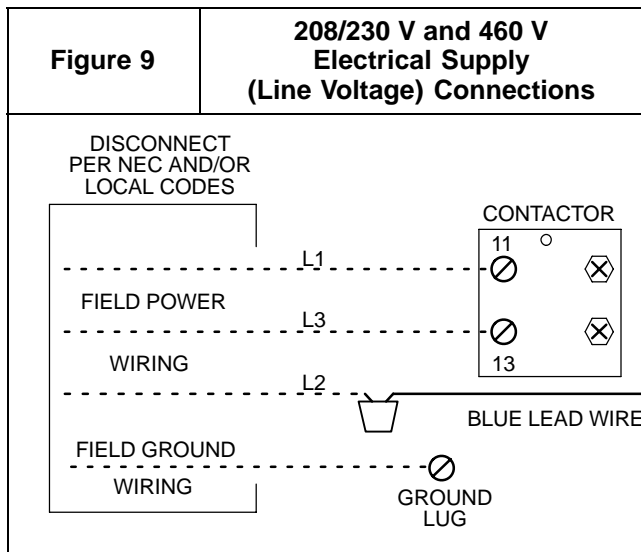 Figure 9
208/230 V and 460 V
Electrical Supply
(Line Voltage) Connections
DISCONNECT
PER NEC AND/OR
LOCAL CODES
CONTACTOR
11
L1
FIELD POWER
L3
WIRING
13
L2
BLUE LEAD WIRE
FIELD GROUND
WIRING
GROUND
LUG